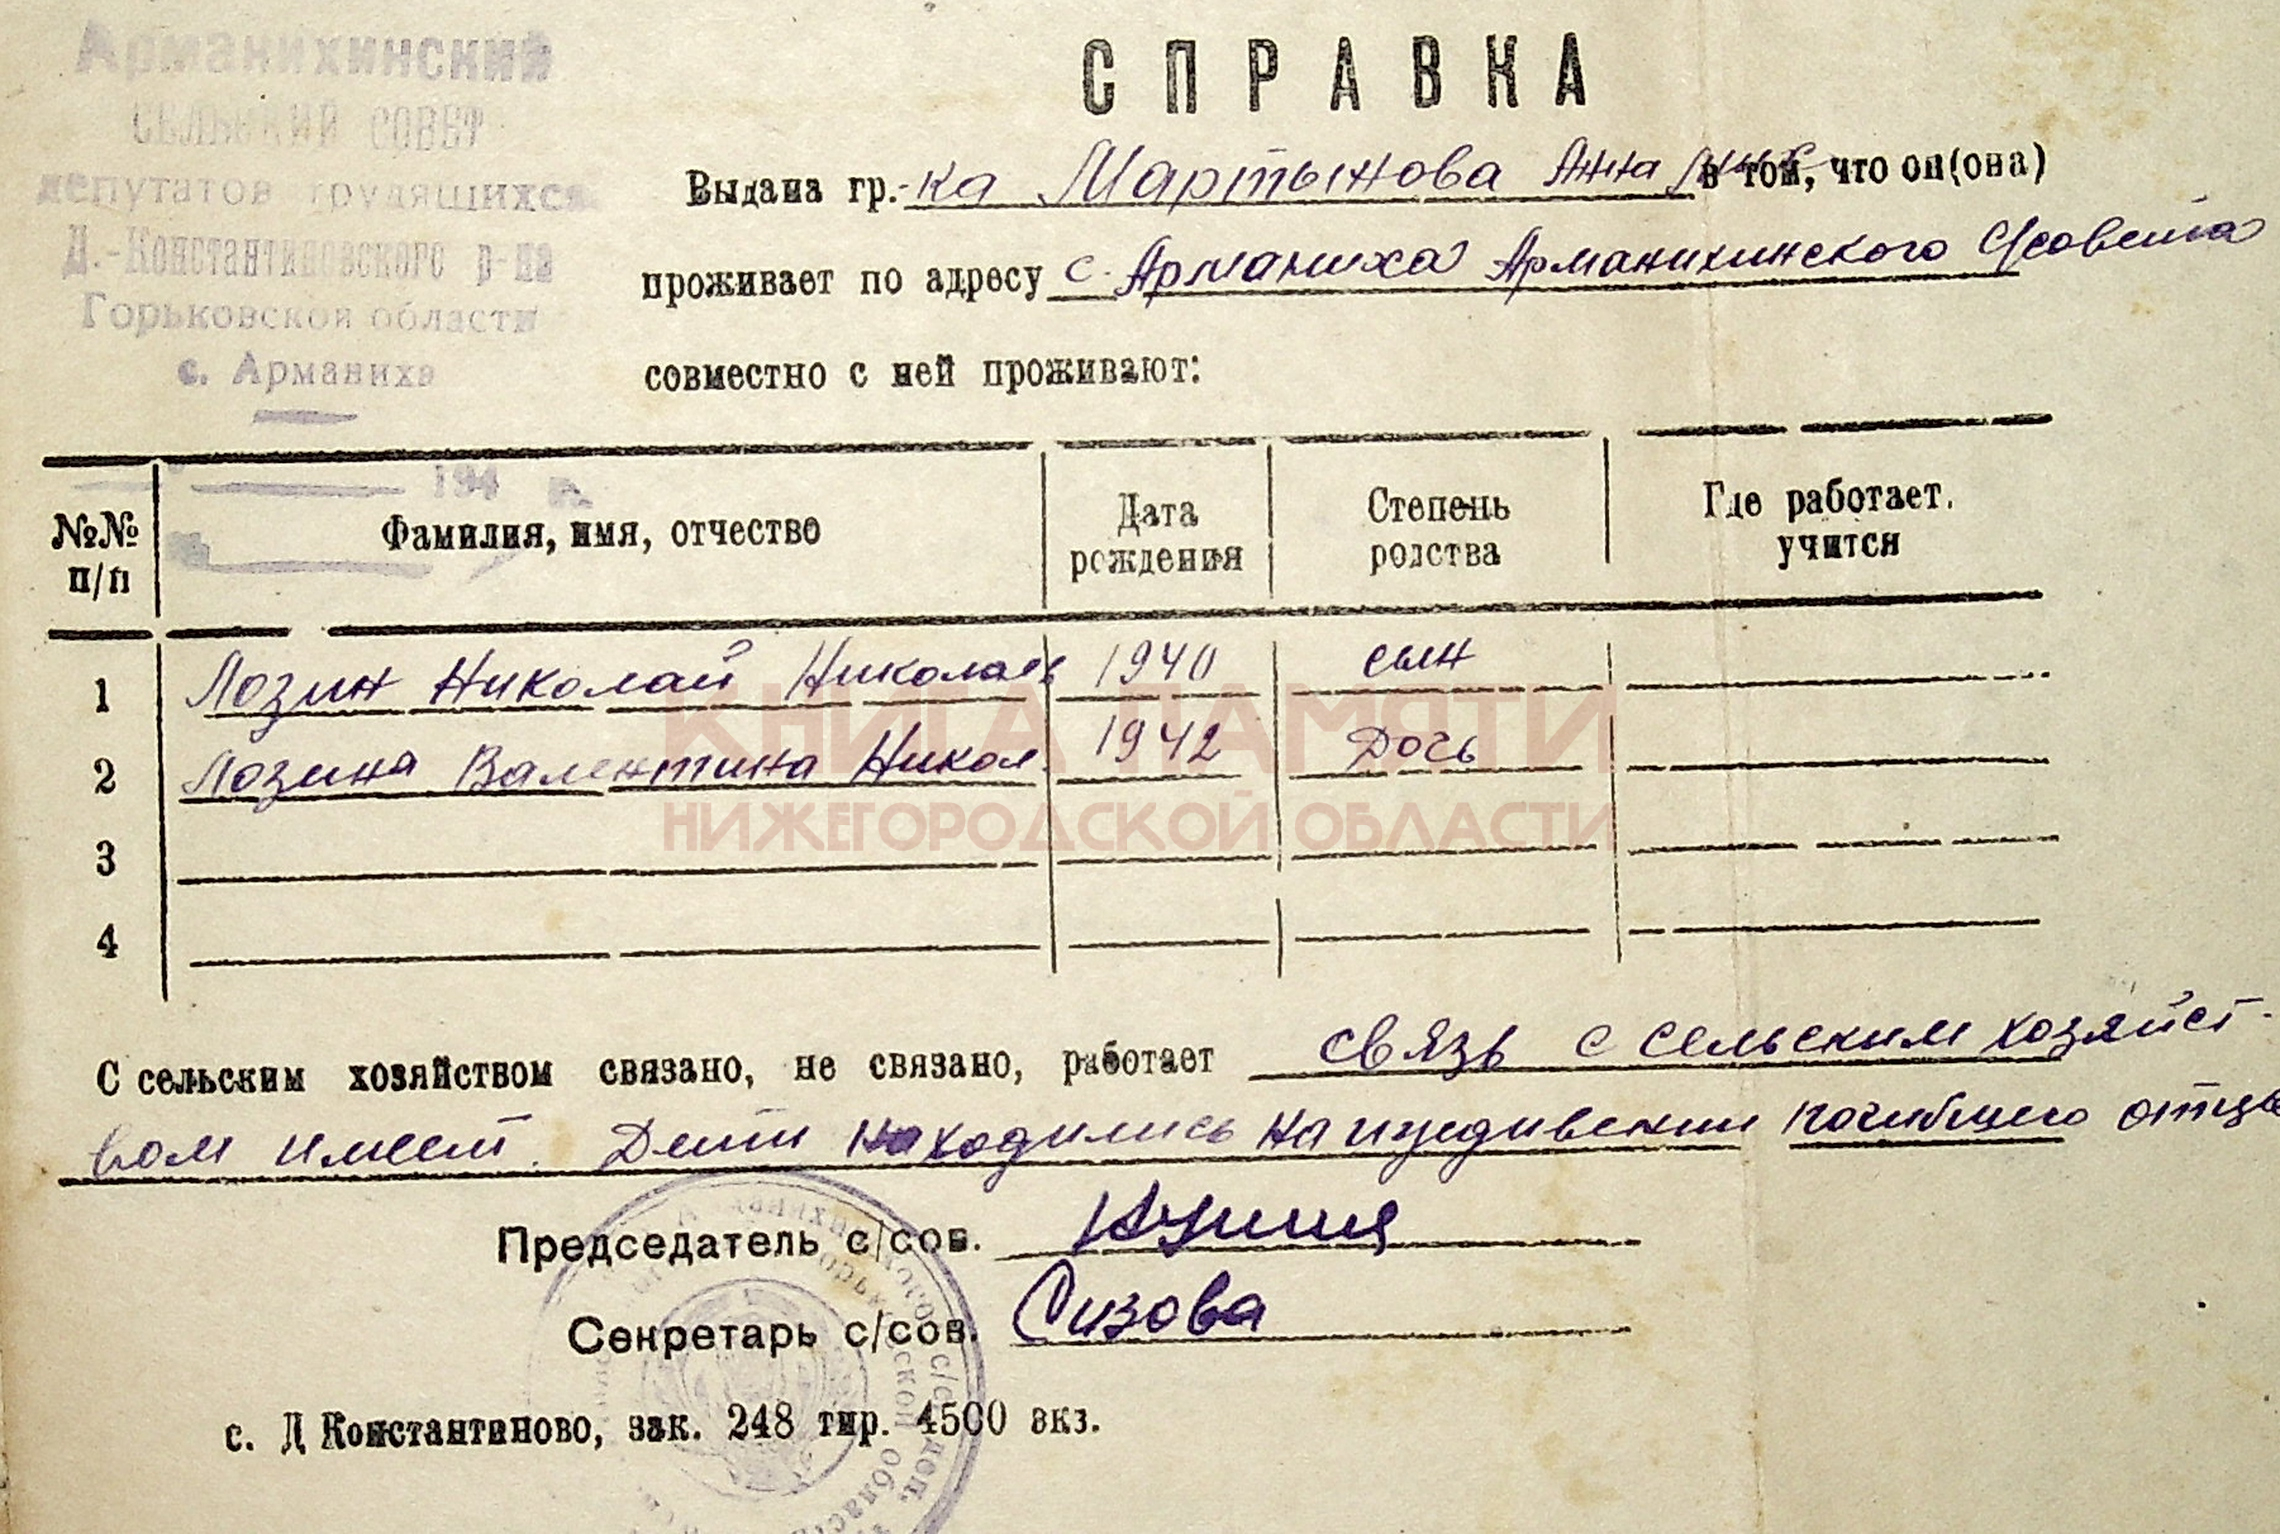 Арманихинский
СЕЛЬСКИЙ СОВЕТ
депутатов трудящихся
Д.-Константиновского р-на
Горьковской области
с. Арманиха
194 г.
СПРАВКА
Выдана гр.-ка Мартынова Анна в том, что он(она)
проживает по адресу с. Арманиха Арманихинского С/совета
совместно с ней проживают:
№№ п/п
Фамилия, имя, отчество
Дата рождения
Степень родства
Где работает, учится
1 Лозин Николай Николаев 1940 сын
2 Лозина Валентина Никол. 1942 Дочь
3
4
КНИГА ПАМЯТИ
НИЖЕГОРОДСКОЙ ОБЛАСТИ
С сельским хозяйством связано, не связано, работает связь с сельским хозяйст-
вом имеет. Дети находились на иждивении погибшего отца
Председатель с/сов.
Секретарь с/сов. Сизова
с. Д Константиново, зак. 248 тир. 4500 экз.